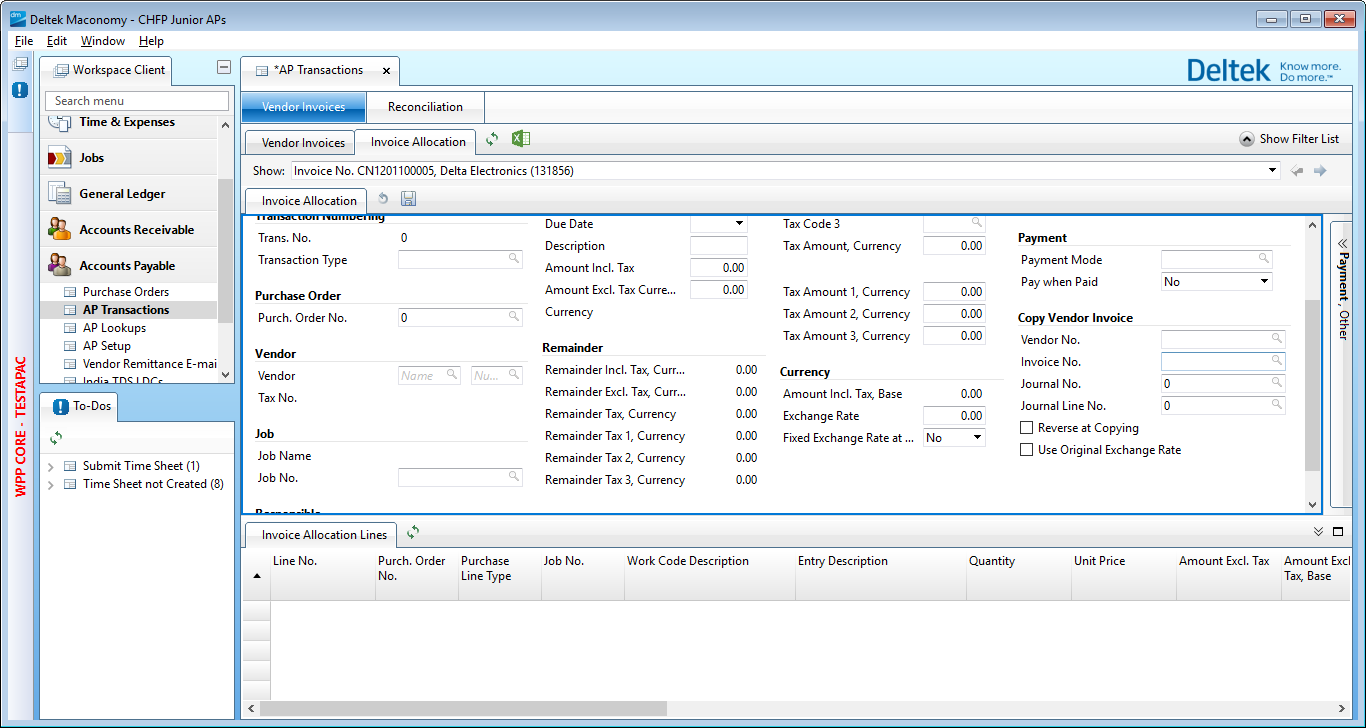 Deltek Maconomy - CHFP Junior APs
File Edit Window Help
Workspace Client
Search menu
Time & Expenses
Jobs
General Ledger
Accounts Receivable
Accounts Payable
Purchase Orders
AP Transactions
AP Lookups
AP Setup
Vendor Remittance E-mai
India TDS LDCs
WPP CORE - TESTAPAC
To-Dos
Submit Time Sheet (1)
Time Sheet not Created (8)
*AP Transactions
Deltek Know more.
Do more.™
Vendor Invoices Reconciliation
Vendor Invoices Invoice Allocation
Show Filter List
Show: Invoice No. CN1201100005, Delta Electronics (131856)
Invoice Allocation
Transaction Numbering
Trans. No. 0
Transaction Type
Purchase Order
Purch. Order No. 0
Vendor
Vendor Name Nu...
Tax No.
Job
Job Name
Job No.
Responsible
Due Date
Description
Amount Incl. Tax 0.00
Amount Excl. Tax Curre... 0.00
Currency
Remainder
Remainder Incl. Tax, Curr... 0.00
Remainder Excl. Tax, Curr... 0.00
Remainder Tax, Currency 0.00
Remainder Tax 1, Currency 0.00
Remainder Tax 2, Currency 0.00
Remainder Tax 3, Currency 0.00
Tax Code 3
Tax Amount, Currency 0.00
Tax Amount 1, Currency 0.00
Tax Amount 2, Currency 0.00
Tax Amount 3, Currency 0.00
Currency
Amount Incl. Tax, Base 0.00
Exchange Rate 0.00
Fixed Exchange Rate at ... No
Payment
Payment Mode
Pay when Paid No
Copy Vendor Invoice
Vendor No.
Invoice No.
Journal No. 0
Journal Line No. 0
Reverse at Copying
Use Original Exchange Rate
Payment , Other
Invoice Allocation Lines
Line No.
Purch. Order
No.
Purchase
Line Type
Job No.
Work Code Description
Entry Description
Quantity
Unit Price
Amount Excl. Tax
Amount Excl
Tax, Base